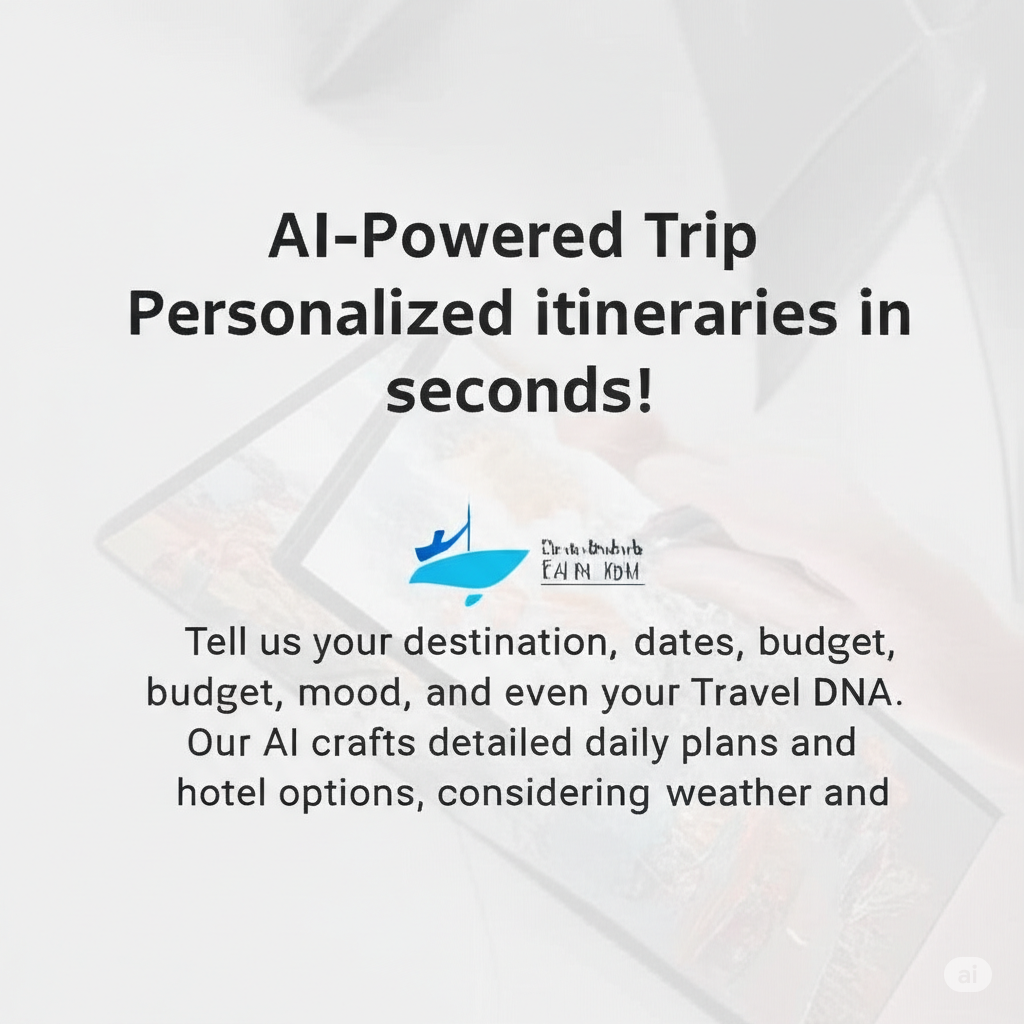 AI-Powered Trip
Personalized itineraries in
seconds!
Tell us your destination, dates, budget,
budget, mood, and even your Travel DNA.
Our AI crafts detailed daily plans and
hotel options, considering weather and
ai